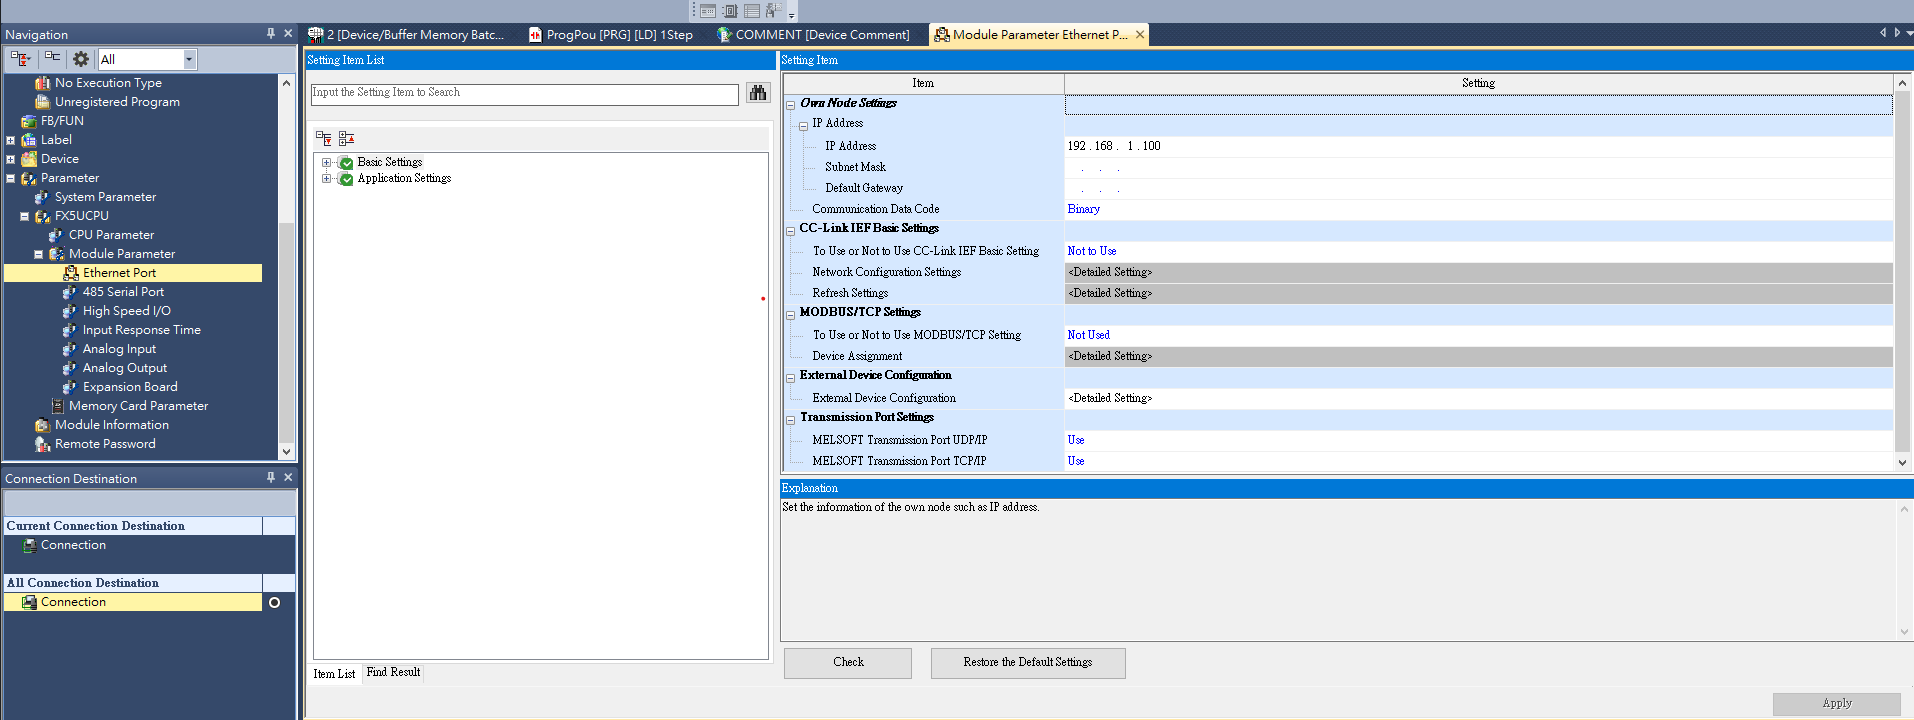 Navigation
All
No Execution Type
Unregistered Program
FB/FUN
Label
Device
Parameter
System Parameter
FX5UCPU
CPU Parameter
Module Parameter
Ethernet Port
485 Serial Port
High Speed I/O
Input Response Time
Analog Input
Analog Output
Expansion Board
Memory Card Parameter
Module Information
Remote Password
Connection Destination
Current Connection Destination
Connection
All Connection Destination
Connection
2 [Device/Buffer Memory Batc...
ProgPou [PRG] [LD] 1Step
COMMENT [Device Comment]
Module Parameter Ethernet P...
Setting Item List
Input the Setting Item to Search
Basic Settings
Application Settings
Item List
Find Result
Setting Item
Item Setting
Own Node Settings
IP Address
IP Address 192 . 168 . 1 . 100
Subnet Mask . . .
Default Gateway . . .
Communication Data Code Binary
CC-Link IEF Basic Settings
To Use or Not to Use CC-Link IEF Basic Setting Not to Use
Network Configuration Settings <Detailed Setting>
Refresh Settings <Detailed Setting>
MODBUS/TCP Settings
To Use or Not to Use MODBUS/TCP Setting Not Used
Device Assignment <Detailed Setting>
External Device Configuration
External Device Configuration <Detailed Setting>
Transmission Port Settings
MELSOFT Transmission Port UDP/IP Use
MELSOFT Transmission Port TCP/IP Use
Explanation
Set the information of the own node such as IP address.
Check
Restore the Default Settings
Apply